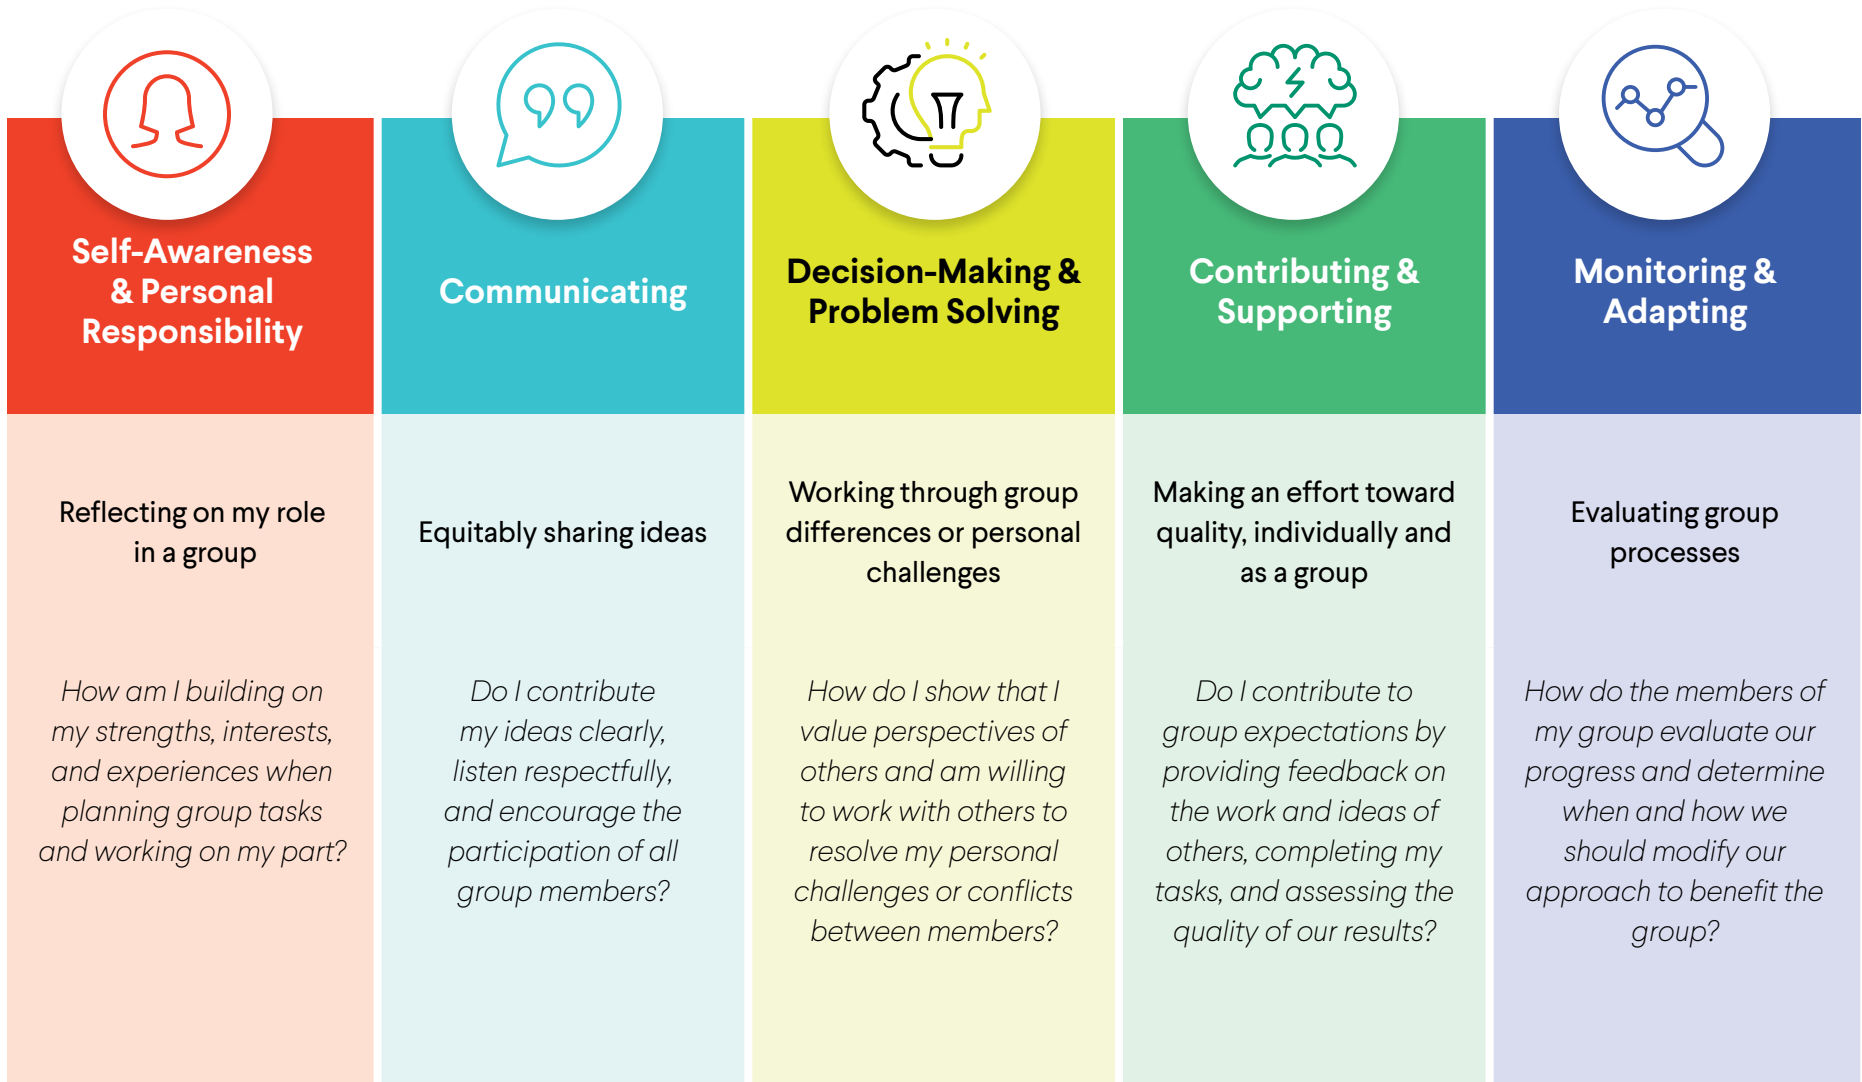 Self-Awareness
& Personal
Responsibility
Reflecting on my role
in a group
How am I building on
my strengths, interests,
and experiences when
planning group tasks
and working on my part?
Communicating
Equitably sharing ideas
Do I contribute
my ideas clearly,
listen respectfully,
and encourage the
participation of all
group members?
Decision-Making &
Problem Solving
Working through group
differences or personal
challenges
How do I show that I
value perspectives of
others and am willing
to work with others to
resolve my personal
challenges or conflicts
between members?
Contributing &
Supporting
Making an effort toward
quality, individually and
as a group
Do I contribute to
group expectations by
providing feedback on
the work and ideas of
others, completing my
tasks, and assessing the
quality of our results?
Monitoring &
Adapting
Evaluating group
processes
How do the members of
my group evaluate our
progress and determine
when and how we
should modify our
approach to benefit the
group?